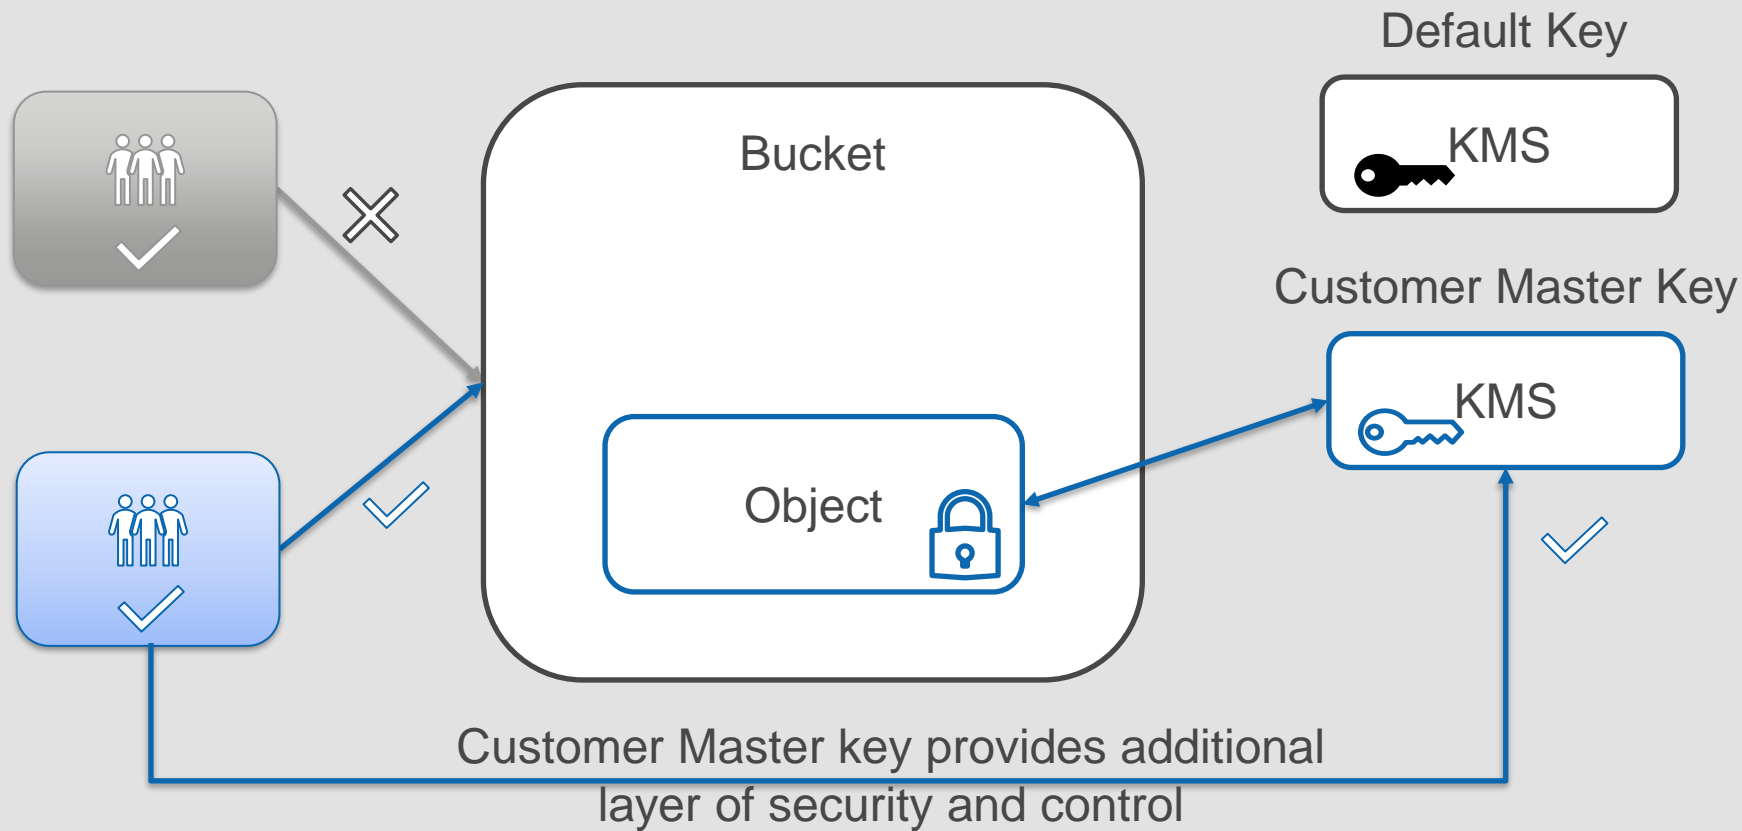 Default Key
KMS
Bucket
Customer Master Key
KMS
Object
Customer Master key provides additional
layer of security and control